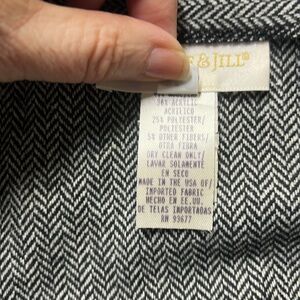 & JILL®
ACRYLIC
ACRILICO
25% POLYESTER/
POLIESTER
5% OTHER FIBERS/
OTRA FIBRA
DRY CLEAN ONLY/
LAVAR SOLAMENTE
EN SECO
MADE IN THE USA OF/
IMPORTED FABRIC
HECHO EN EE.UU.
DE TELAS IMPORTADAS
RN 93677